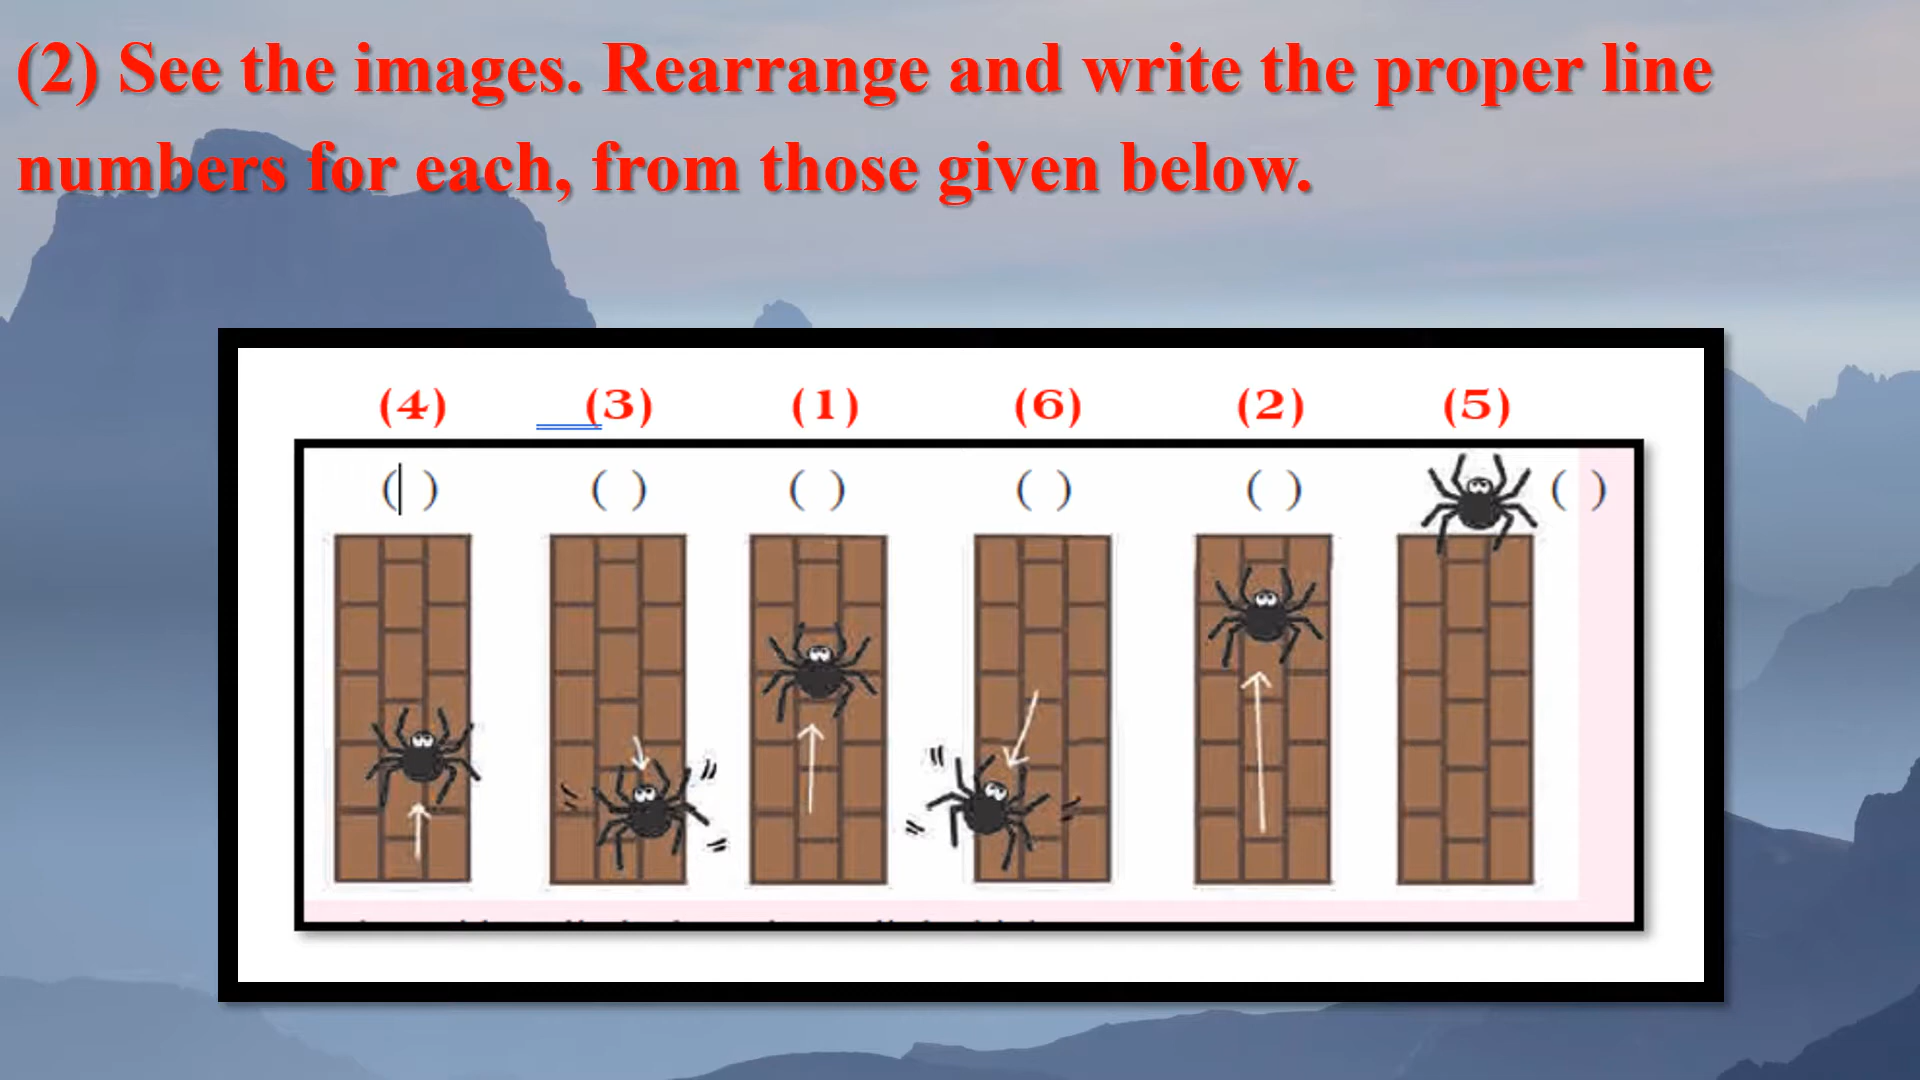 (2) See the images. Rearrange and write the proper line
numbers for each, from those given below.
(4) (3) (1) (6) (2) (5)
( ) ( ) ( ) ( ) ( ) ( )